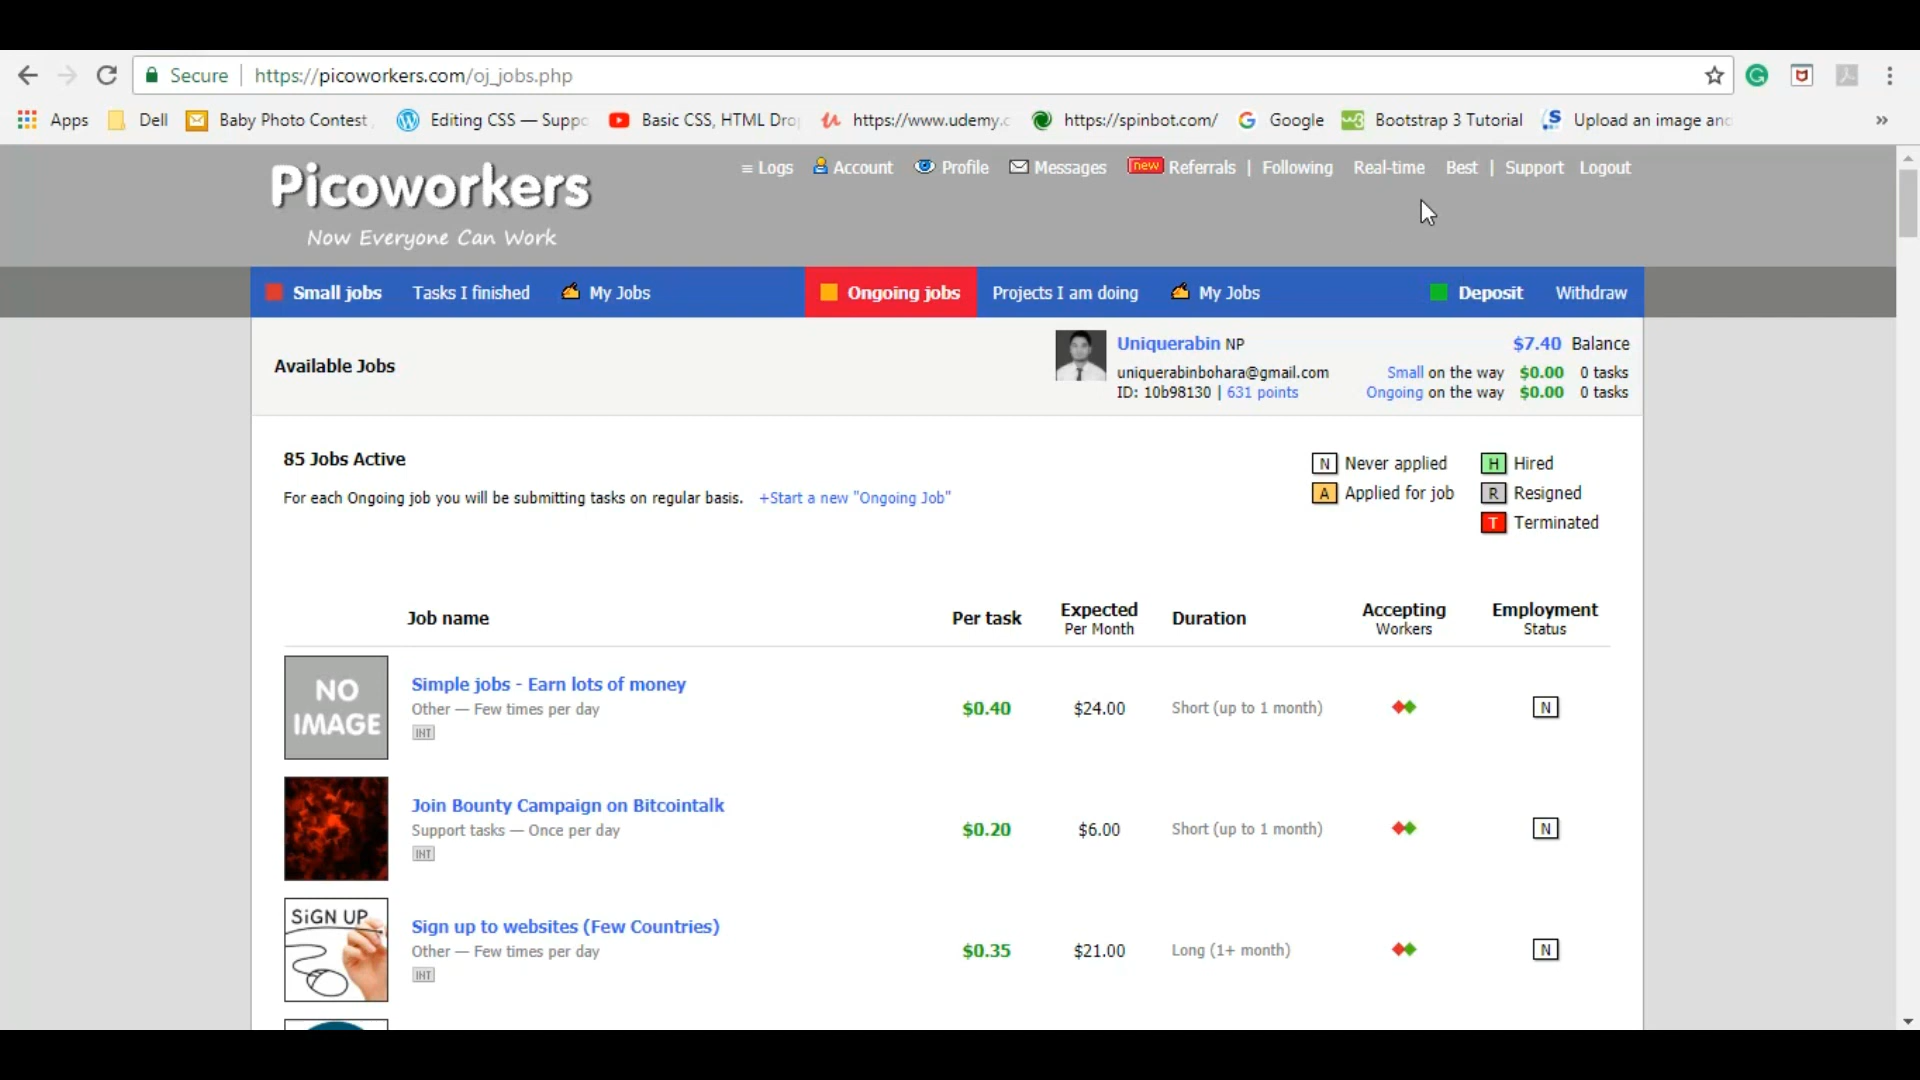 Secure https://picoworkers.com/oj_jobs.php
Apps Dell Baby Photo Contest Editing CSS — Suppo Basic CSS, HTML Dro https://www.udemy.c https://spinbot.com/ Google Bootstrap 3 Tutorial Upload an image and »
Picoworkers
Now Everyone Can Work
≡ Logs Account Profile Messages new Referrals | Following Real-time Best | Support Logout
Small jobs Tasks I finished My Jobs Ongoing jobs Projects I am doing My Jobs Deposit Withdraw
Available Jobs
Uniquerabin NP
uniquerabinbohara@gmail.com
ID: 10b98130 | 631 points
$7.40 Balance
Small on the way $0.00 0 tasks
Ongoing on the way $0.00 0 tasks
85 Jobs Active
For each Ongoing job you will be submitting tasks on regular basis. +Start a new "Ongoing Job"
N Never applied H Hired
A Applied for job R Resigned
T Terminated
Job name Per task Expected Per Month Duration Accepting Workers Employment Status
NO IMAGE
Simple jobs - Earn lots of money
Other — Few times per day
INT
$0.40 $24.00 Short (up to 1 month) N
Join Bounty Campaign on Bitcointalk
Support tasks — Once per day
INT
$0.20 $6.00 Short (up to 1 month) N
SiGN UP
Sign up to websites (Few Countries)
Other — Few times per day
INT
$0.35 $21.00 Long (1+ month) N